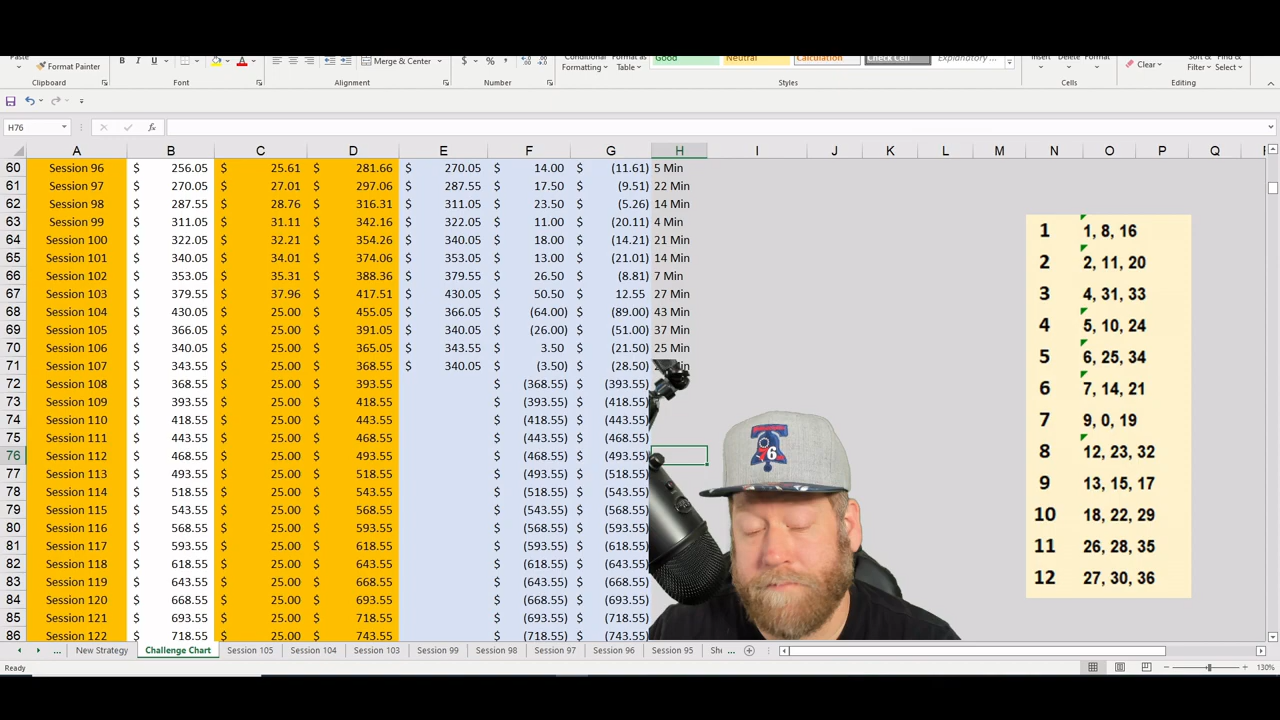 Paste
Format Painter
B I U A
Merge & Center
$ % ,
Conditional
Formatting
Format as
Table
Good
Neutral
Calculation
Check Cell
Explanatory ...
Insert
Delete
Format
Clear
Sort &
Filter
Find &
Select
Clipboard
Font
Alignment
Number
Styles
Cells
Editing
H76
fx
A B C D E F G H I J K L M N O P Q
60 Session 96 $ 256.05 $ 25.61 $ 281.66 $ 270.05 $ 14.00 $ (11.61) 5 Min
61 Session 97 $ 270.05 $ 27.01 $ 297.06 $ 287.55 $ 17.50 $ (9.51) 22 Min
62 Session 98 $ 287.55 $ 28.76 $ 316.31 $ 311.05 $ 23.50 $ (5.26) 14 Min
63 Session 99 $ 311.05 $ 31.11 $ 342.16 $ 322.05 $ 11.00 $ (20.11) 4 Min
64 Session 100 $ 322.05 $ 32.21 $ 354.26 $ 340.05 $ 18.00 $ (14.21) 21 Min
65 Session 101 $ 340.05 $ 34.01 $ 374.06 $ 353.05 $ 13.00 $ (21.01) 14 Min
66 Session 102 $ 353.05 $ 35.31 $ 388.36 $ 379.55 $ 26.50 $ (8.81) 7 Min
67 Session 103 $ 379.55 $ 37.96 $ 417.51 $ 430.05 $ 50.50 $ 12.55 27 Min
68 Session 104 $ 430.05 $ 25.00 $ 455.05 $ 366.05 $ (64.00) $ (89.00) 43 Min
69 Session 105 $ 366.05 $ 25.00 $ 391.05 $ 340.05 $ (26.00) $ (51.00) 37 Min
70 Session 106 $ 340.05 $ 25.00 $ 365.05 $ 343.55 $ 3.50 $ (21.50) 25 Min
71 Session 107 $ 343.55 $ 25.00 $ 368.55 $ 340.05 $ (3.50) $ (28.50)
72 Session 108 $ 368.55 $ 25.00 $ 393.55 $ (368.55) $ (393.55)
73 Session 109 $ 393.55 $ 25.00 $ 418.55 $ (393.55) $ (418.55)
74 Session 110 $ 418.55 $ 25.00 $ 443.55 $ (418.55) $ (443.55)
75 Session 111 $ 443.55 $ 25.00 $ 468.55 $ (443.55) $ (468.55)
76 Session 112 $ 468.55 $ 25.00 $ 493.55 $ (468.55) $ (493.55)
77 Session 113 $ 493.55 $ 25.00 $ 518.55 $ (493.55) $ (518.55)
78 Session 114 $ 518.55 $ 25.00 $ 543.55 $ (518.55) $ (543.55)
79 Session 115 $ 543.55 $ 25.00 $ 568.55 $ (543.55) $ (568.55)
80 Session 116 $ 568.55 $ 25.00 $ 593.55 $ (568.55) $ (593.55)
81 Session 117 $ 593.55 $ 25.00 $ 618.55 $ (593.55) $ (618.55)
82 Session 118 $ 618.55 $ 25.00 $ 643.55 $ (618.55) $ (643.55)
83 Session 119 $ 643.55 $ 25.00 $ 668.55 $ (643.55) $ (668.55)
84 Session 120 $ 668.55 $ 25.00 $ 693.55 $ (668.55) $ (693.55)
85 Session 121 $ 693.55 $ 25.00 $ 718.55 $ (693.55) $ (718.55)
86 Session 122 $ 718.55 $ 25.00 $ 743.55 $ (718.55) $ (743.55)
1 1, 8, 16
2 2, 11, 20
3 4, 31, 33
4 5, 10, 24
5 6, 25, 34
6 7, 14, 21
7 9, 0, 19
8 12, 23, 32
9 13, 15, 17
10 18, 22, 29
11 26, 28, 35
12 27, 30, 36
76
... New Strategy Challenge Chart Session 105 Session 104 Session 103 Session 99 Session 98 Session 97 Session 96 Session 95 She ...
Ready
130%